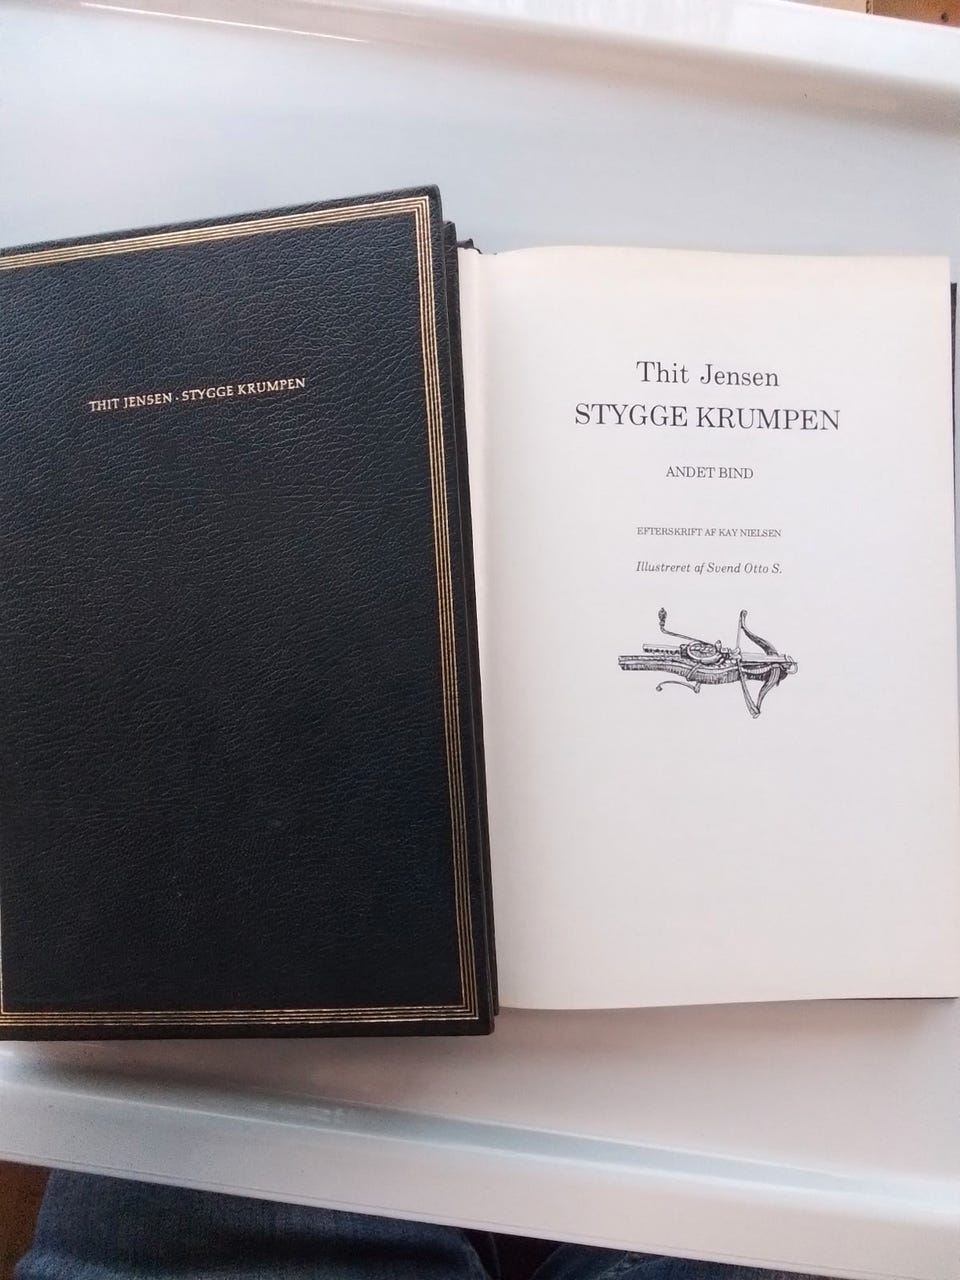 THIT JENSEN · STYGGE KRUMPEN
Thit Jensen
STYGGE KRUMPEN
ANDET BIND
EFTERSKRIFT AF KAY NIELSEN
Illustreret af Svend Otto S.